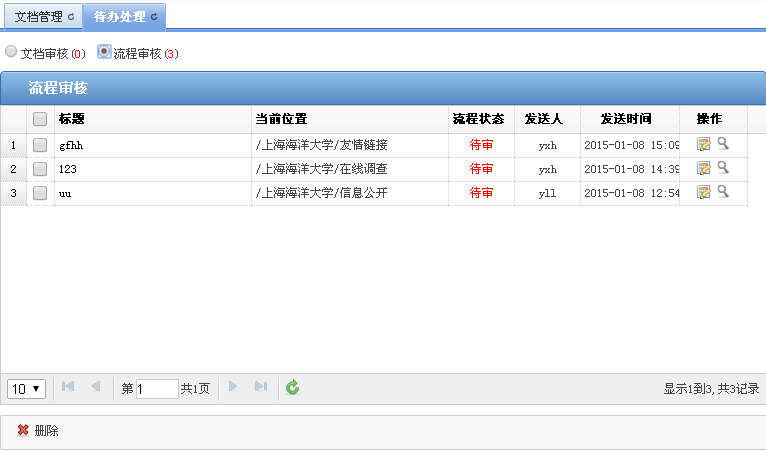 文档管理 待办处理
文档审核(0) 流程审核(3)
流程审核
标题 当前位置 流程状态 发送人 发送时间 操作
1 gfhh /上海海洋大学/友情链接 待审 yxh 2015-01-08 15:09
2 123 /上海海洋大学/在线调查 待审 yxh 2015-01-08 14:39
3 uu /上海海洋大学/信息公开 待审 yll 2015-01-08 12:54
10 第 1 共1页 显示1到3,共3记录
删除